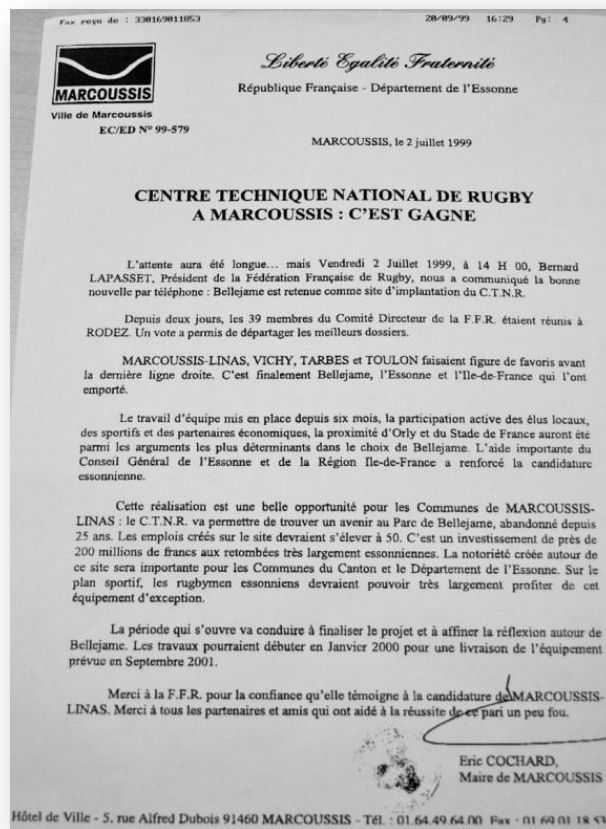 Fax reçu de : 330169011853 20/09/99 16:29 Pg: 4
Liberté Egalité Fraternité
République Française - Département de l'Essonne
MARCOUSSIS
Ville de Marcoussis
EC/ED N° 99-579
MARCOUSSIS, le 2 juillet 1999
CENTRE TECHNIQUE NATIONAL DE RUGBY
A MARCOUSSIS : C'EST GAGNE
L'attente aura été longue... mais Vendredi 2 Juillet 1999, à 14 H 00, Bernard
LAPASSET, Président de la Fédération Française de Rugby, nous a communiqué la bonne
nouvelle par téléphone : Bellejame est retenue comme site d'implantation du C.T.N.R.
Depuis deux jours, les 39 membres du Comité Directeur de la F.F.R. étaient réunis à
RODEZ. Un vote a permis de départager les meilleurs dossiers.
MARCOUSSIS-LINAS, VICHY, TARBES et TOULON faisaient figure de favoris avant
la dernière ligne droite. C'est finalement Bellejame, l'Essonne et l'Ile-de-France qui l'ont
emporté.
Le travail d'équipe mis en place depuis six mois, la participation active des élus locaux,
des sportifs et des partenaires économiques, la proximité d'Orly et du Stade de France auront été
parmi les arguments les plus déterminants dans le choix de Bellejame. L'aide importante du
Conseil Général de l'Essonne et de la Région Ile-de-France a renforcé la candidature
essonnienne.
Cette réalisation est une belle opportunité pour les Communes de MARCOUSSIS-
LINAS : le C.T.N.R. va permettre de trouver un avenir au Parc de Bellejame, abandonné depuis
25 ans. Les emplois créés sur le site devraient s'élever à 50. C'est un investissement de près de
200 millions de francs aux retombées très largement essonniennes. La notoriété créée autour de
ce site sera importante pour les Communes du Canton et le Département de l'Essonne. Sur le
plan sportif, les rugbymen essonniens devraient pouvoir très largement profiter de cet
équipement d'exception.
La période qui s'ouvre va conduire à finaliser le projet et à affiner la réflexion autour de
Bellejame. Les travaux pourraient débuter en Janvier 2000 pour une livraison de l'équipement
prévue en Septembre 2001.
Merci à la F.F.R. pour la confiance qu'elle témoigne à la candidature de MARCOUSSIS-
LINAS. Merci à tous les partenaires et amis qui ont aidé à la réussite de ce pari un peu fou.
Eric COCHARD,
Maire de MARCOUSSIS
Hôtel de Ville - 5, rue Alfred Dubois 91460 MARCOUSSIS - Tél. : 01.64.49.64.00 Fax : 01 69 01 18 53